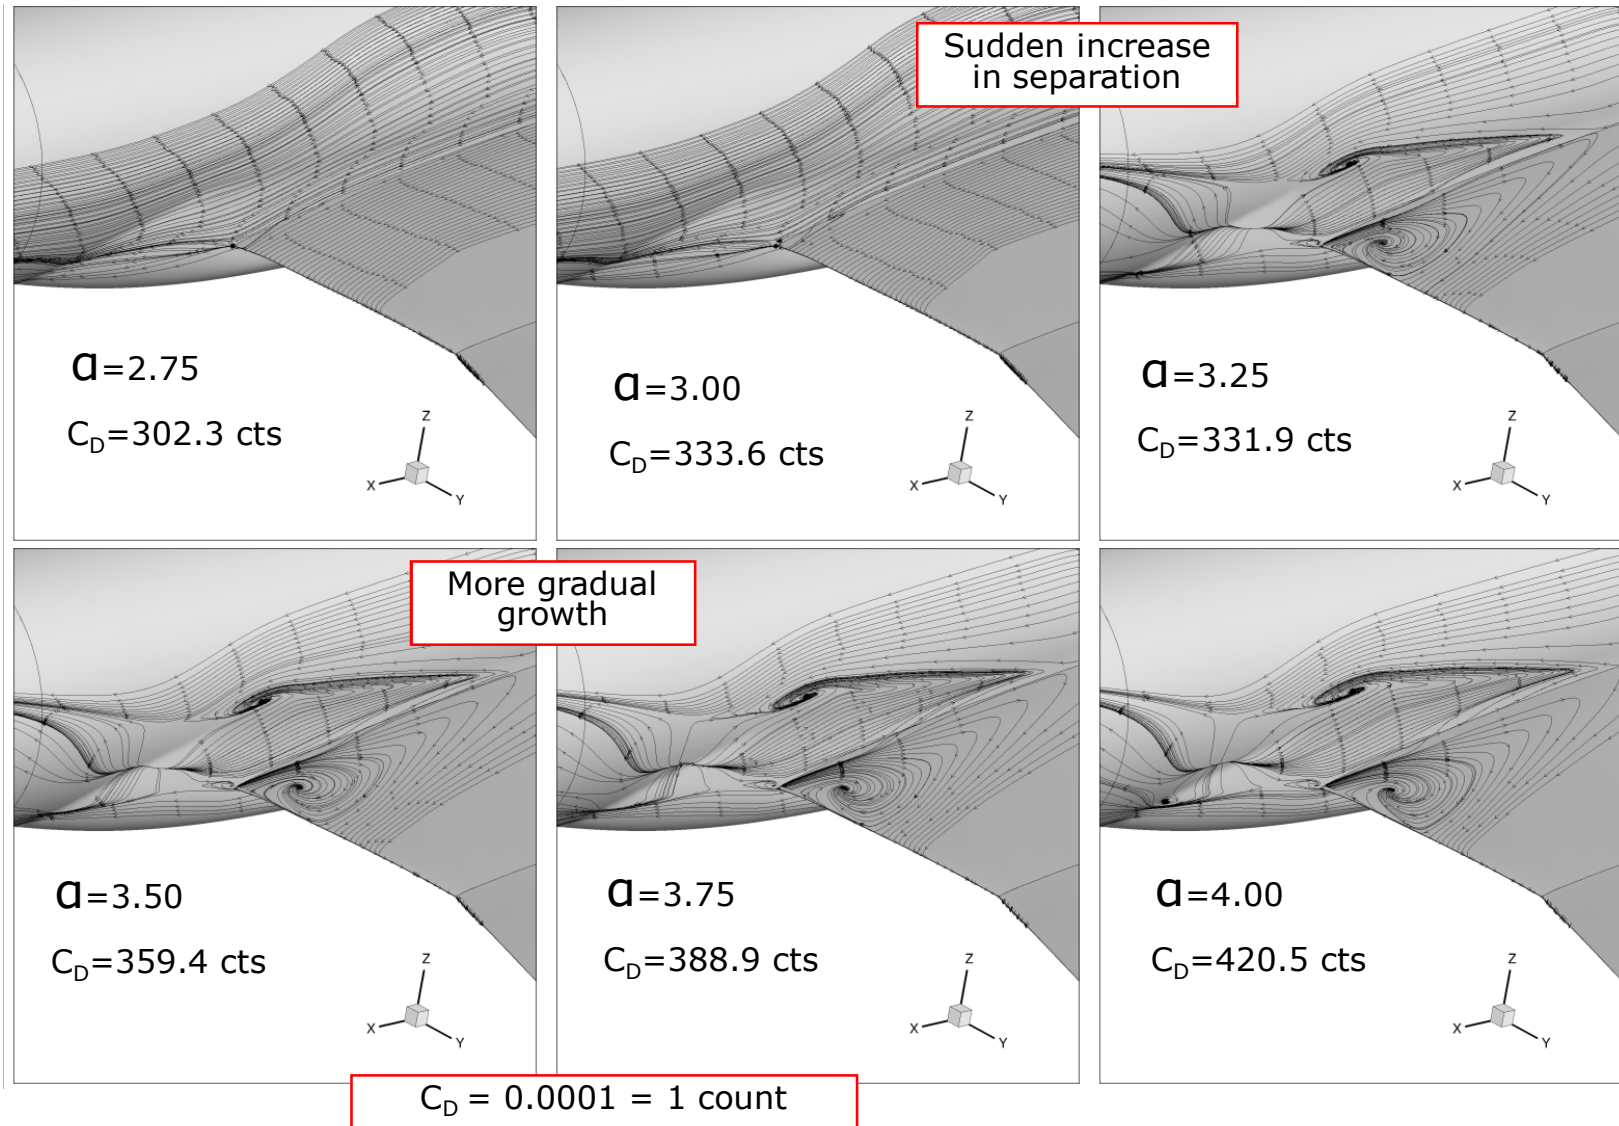 Sudden increase
in separation
α=2.75
C_D=302.3 cts
Z
X
Y
α=3.00
C_D=333.6 cts
Z
X
Y
α=3.25
C_D=331.9 cts
Z
X
Y
More gradual
growth
α=3.50
C_D=359.4 cts
Z
X
Y
α=3.75
C_D=388.9 cts
Z
X
Y
α=4.00
C_D=420.5 cts
Z
X
Y
C_D = 0.0001 = 1 count